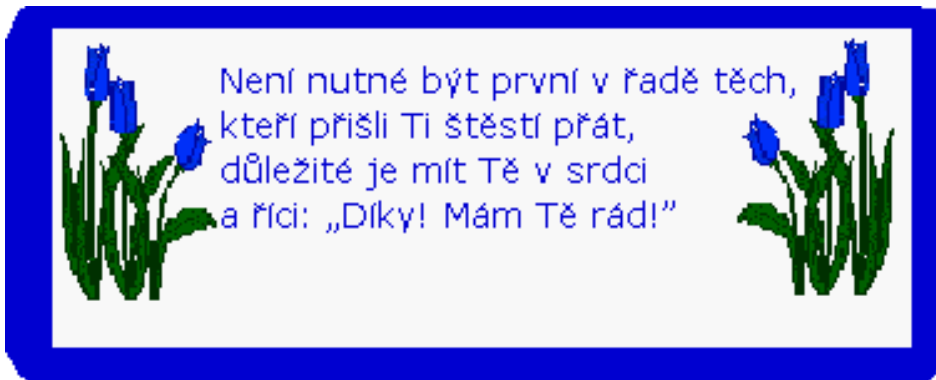 Není nutné být první v řadě těch,
kteří přišli Ti štěstí přát,
důležité je mít Tě v srdci
a říci: „Díky! Mám Tě rád!”